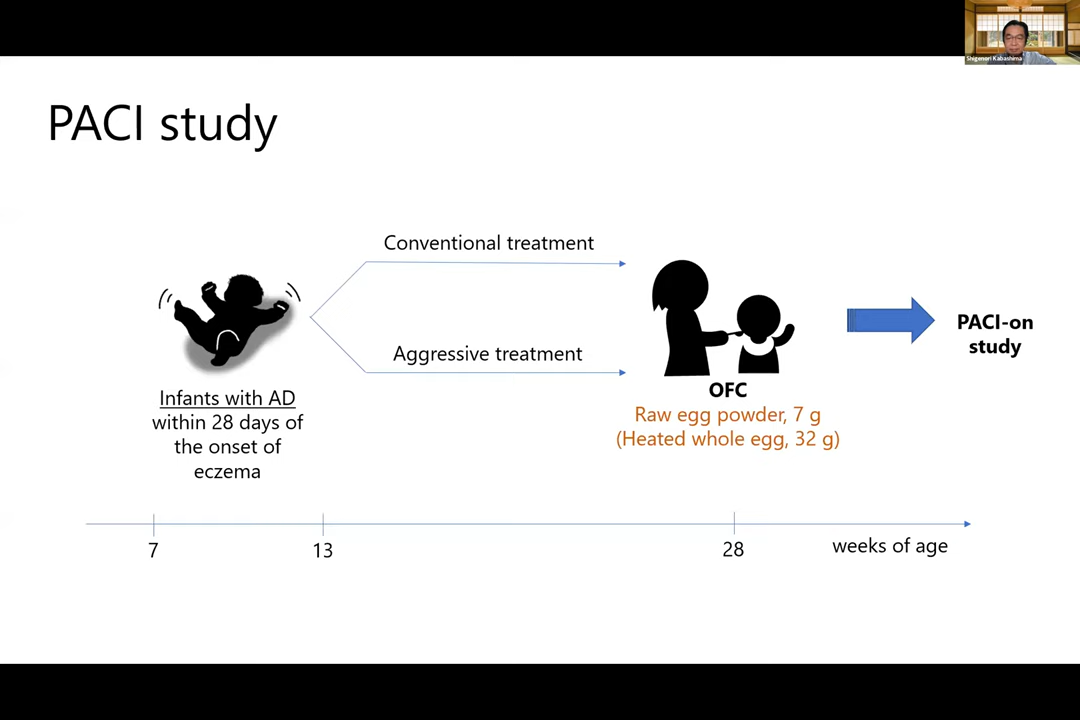 Shigenori Kabashima
PACI study
Conventional treatment
Aggressive treatment
Infants with AD
within 28 days of
the onset of
eczema
OFC
Raw egg powder, 7 g
(Heated whole egg, 32 g)
PACI-on
study
7
13
28
weeks of age